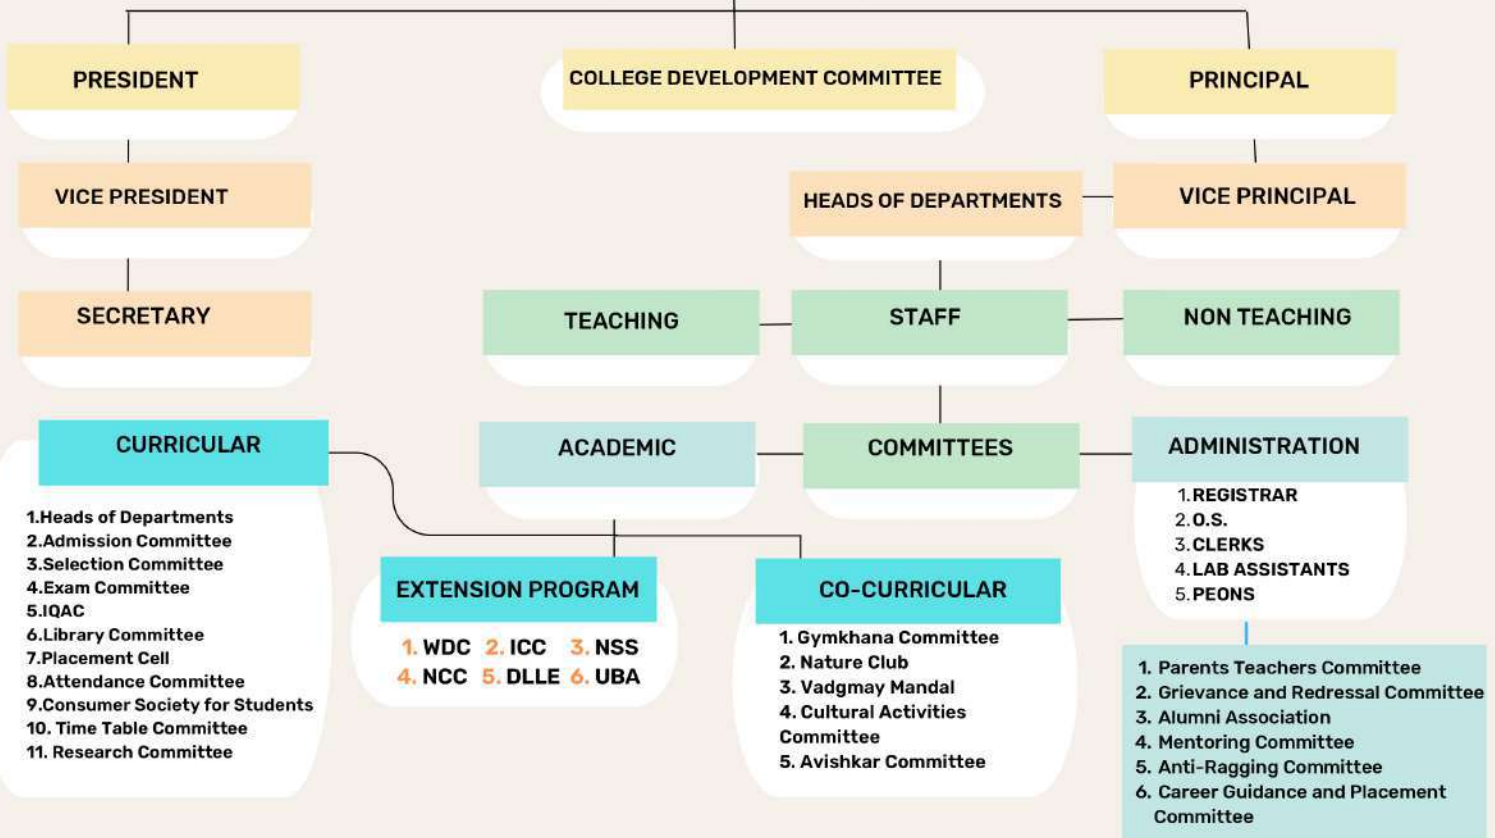 PRESIDENT
COLLEGE DEVELOPMENT COMMITTEE
PRINCIPAL
VICE PRESIDENT
HEADS OF DEPARTMENTS
VICE PRINCIPAL
SECRETARY
TEACHING
STAFF
NON TEACHING
CURRICULAR
ACADEMIC
COMMITTEES
ADMINISTRATION
1.REGISTRAR
2.O.S.
3.CLERKS
4.LAB ASSISTANTS
5.PEONS
1.Heads of Departments
2.Admission Committee
3.Selection Committee
4.Exam Committee
5.IQAC
6.Library Committee
7.Placement Cell
8.Attendance Committee
9.Consumer Society for Students
10. Time Table Committee
11. Research Committee
EXTENSION PROGRAM
1. WDC 2. ICC 3. NSS
4. NCC 5. DLLE 6. UBA
CO-CURRICULAR
1. Gymkhana Committee
2. Nature Club
3. Vadgmay Mandal
4. Cultural Activities
Committee
5. Avishkar Committee
1. Parents Teachers Committee
2. Grievance and Redressal Committee
3. Alumni Association
4. Mentoring Committee
5. Anti-Ragging Committee
6. Career Guidance and Placement
Committee